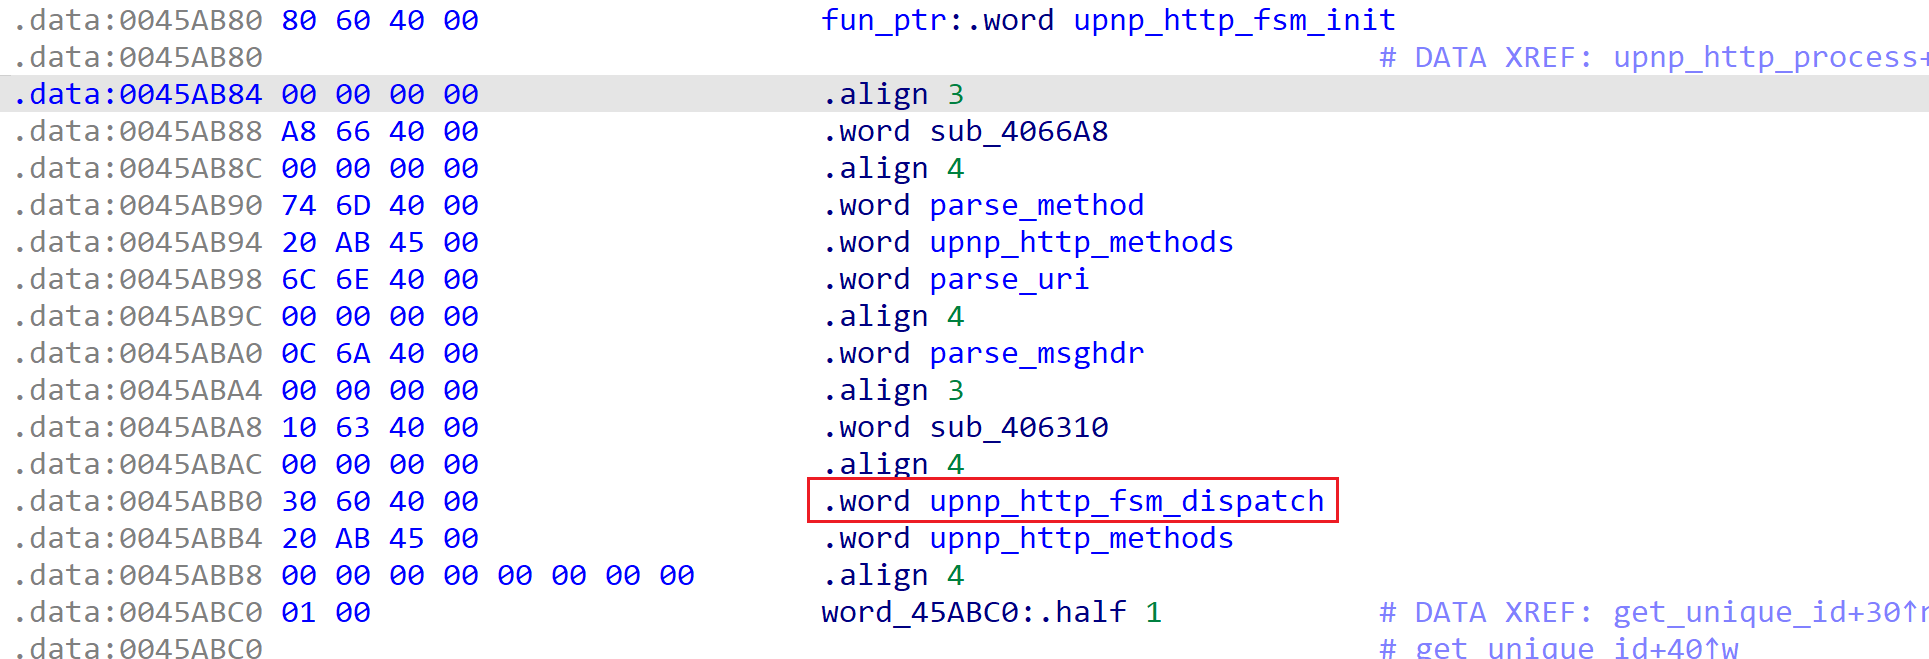 .data:0045AB80 80 60 40 00 fun_ptr:.word upnp_http_fsm_init
.data:0045AB80 # DATA XREF: upnp_http_process+
.data:0045AB84 00 00 00 00 .align 3
.data:0045AB88 A8 66 40 00 .word sub_4066A8
.data:0045AB8C 00 00 00 00 .align 4
.data:0045AB90 74 6D 40 00 .word parse_method
.data:0045AB94 20 AB 45 00 .word upnp_http_methods
.data:0045AB98 6C 6E 40 00 .word parse_uri
.data:0045AB9C 00 00 00 00 .align 4
.data:0045ABA0 0C 6A 40 00 .word parse_msghdr
.data:0045ABA4 00 00 00 00 .align 3
.data:0045ABA8 10 63 40 00 .word sub_406310
.data:0045ABAC 00 00 00 00 .align 4
.data:0045ABB0 30 60 40 00 .word upnp_http_fsm_dispatch
.data:0045ABB4 20 AB 45 00 .word upnp_http_methods
.data:0045ABB8 00 00 00 00 00 00 00 00 .align 4
.data:0045ABC0 01 00 word_45ABC0:.half 1 # DATA XREF: get_unique_id+30↑r
.data:0045ABC0 # get_unique_id+40↑w